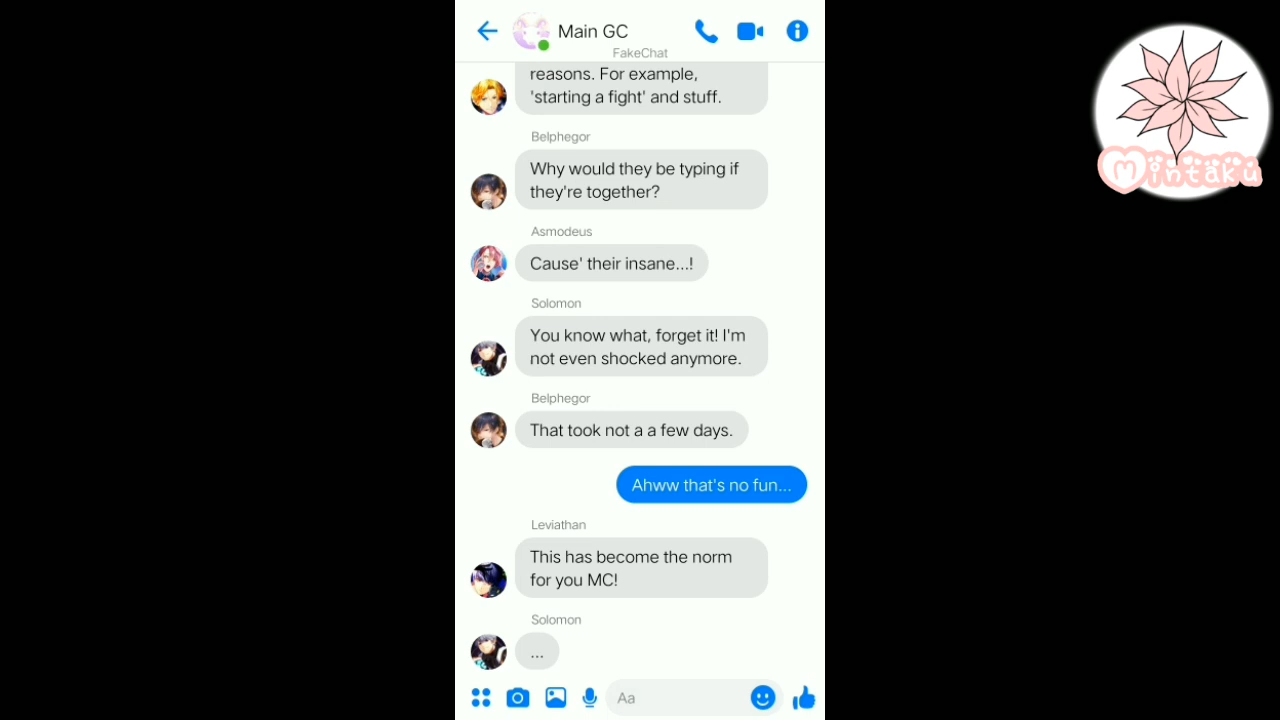 Main GC
FakeChat
reasons. For example,
'starting a fight' and stuff.
Belphegor
Why would they be typing if
they're together?
Asmodeus
Cause' their insane...!
Solomon
You know what, forget it! I'm
not even shocked anymore.
Belphegor
That took not a a few days.
Ahww that's no fun...
Leviathan
This has become the norm
for you MC!
Solomon
...
Aa
Mintaku